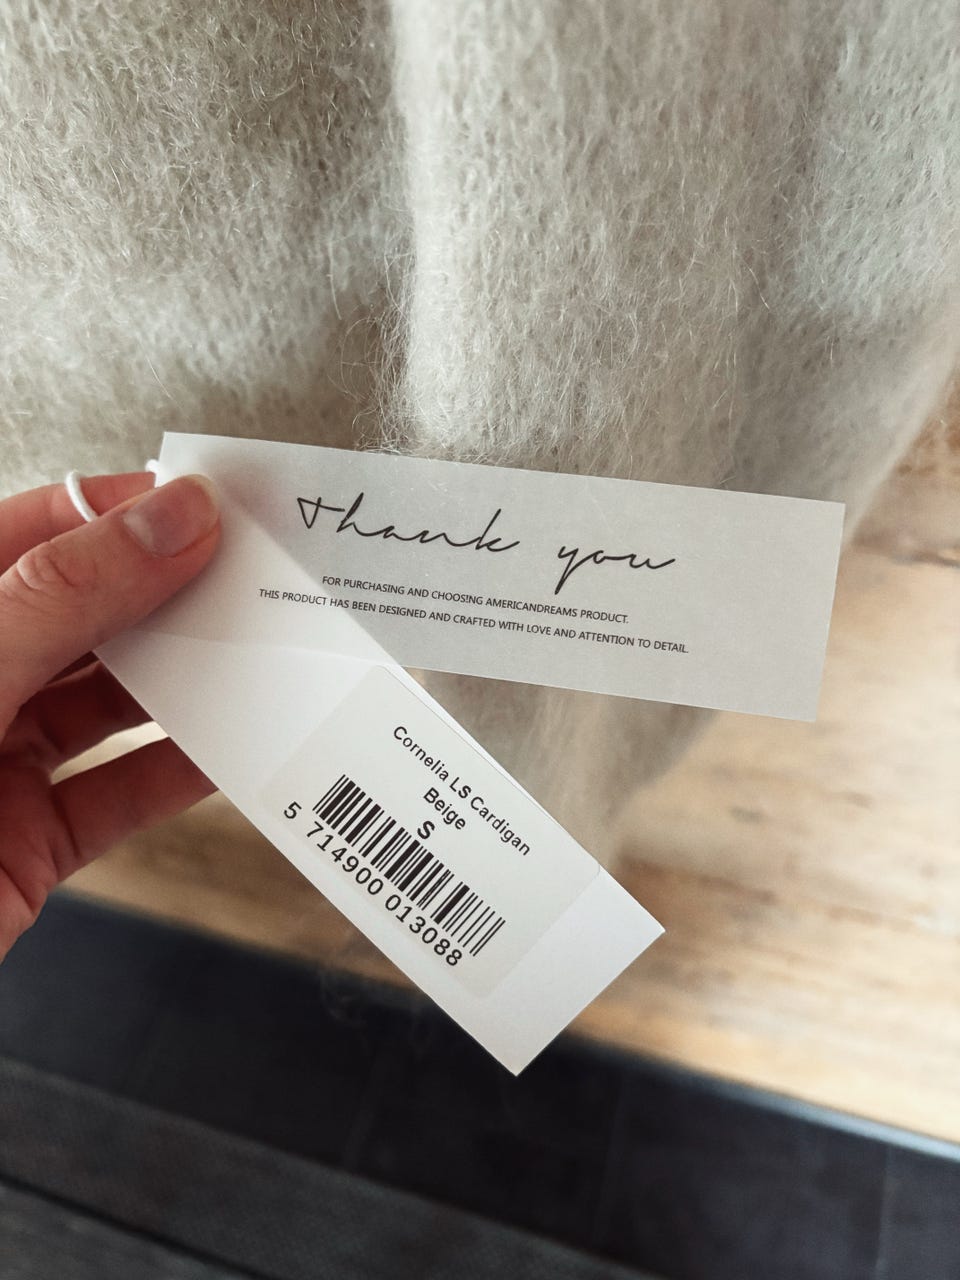 Thank you
FOR PURCHASING AND CHOOSING AMERICANDREAMS PRODUCT.
THIS PRODUCT HAS BEEN DESIGNED AND CRAFTED WITH LOVE AND ATTENTION TO DETAIL.
Cornelia LS Cardigan
Beige
S
5 714900 013088